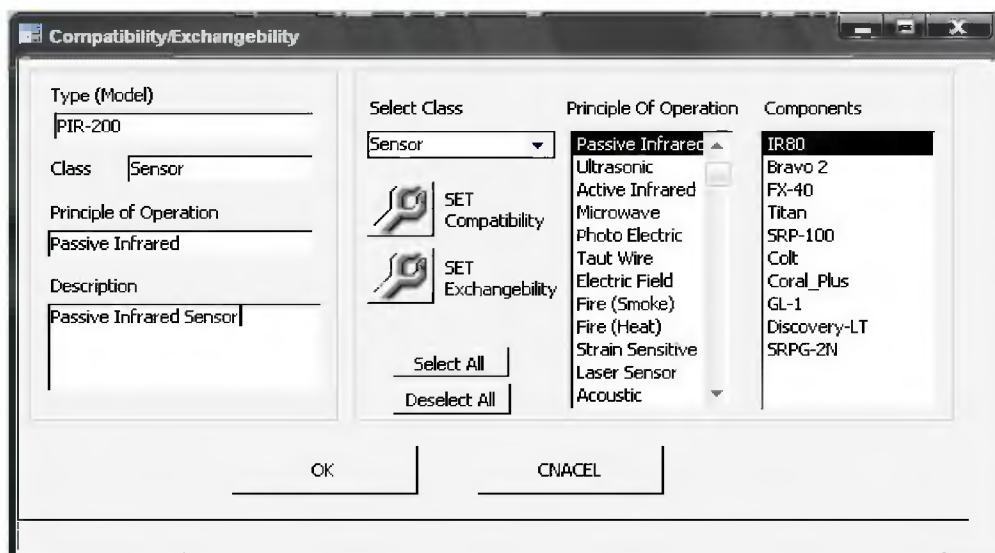 Compatibility/Exchangebility
Type (Model)
PIR-200
Class Sensor
Principle of Operation
Passive Infrared
Description
Passive Infrared Sensor
Select Class
Sensor
SET
Compatibility
SET
Exchangebility
Select All
Deselect All
Principle Of Operation
Passive Infrared
Ultrasonic
Active Infrared
Microwave
Photo Electric
Taut Wire
Electric Field
Fire (Smoke)
Fire (Heat)
Strain Sensitive
Laser Sensor
Acoustic
Components
IR80
Bravo 2
FX-40
Titan
SRP-100
Colt
Coral_Plus
GL-1
Discovery-LT
SRPG-2N
OK
CNACEL